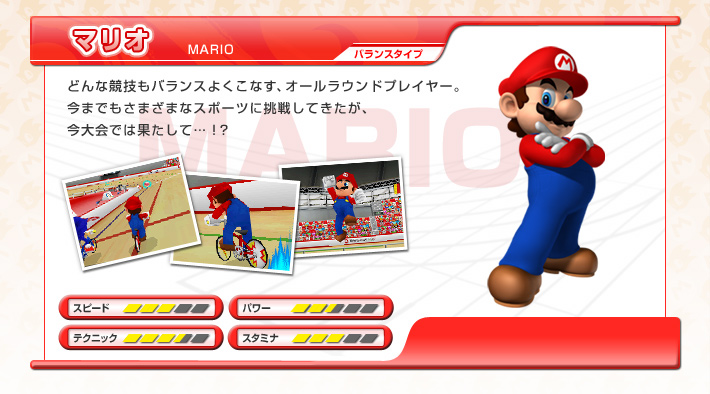 マリオ
MARIO
バランスタイプ
どんな競技もバランスよくこなす、オールラウンドプレイヤー。
今までもさまざまなスポーツに挑戦してきたが、
今大会では果たして…!?
MARIO
スピード
パワー
テクニック
スタミナ